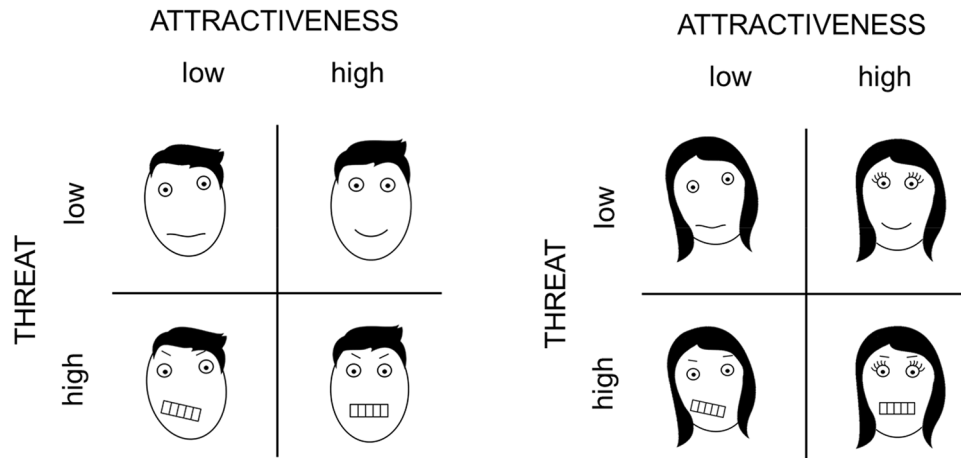 ATTRACTIVENESS
low high
THREAT
low
high
ATTRACTIVENESS
low high
THREAT
low
high